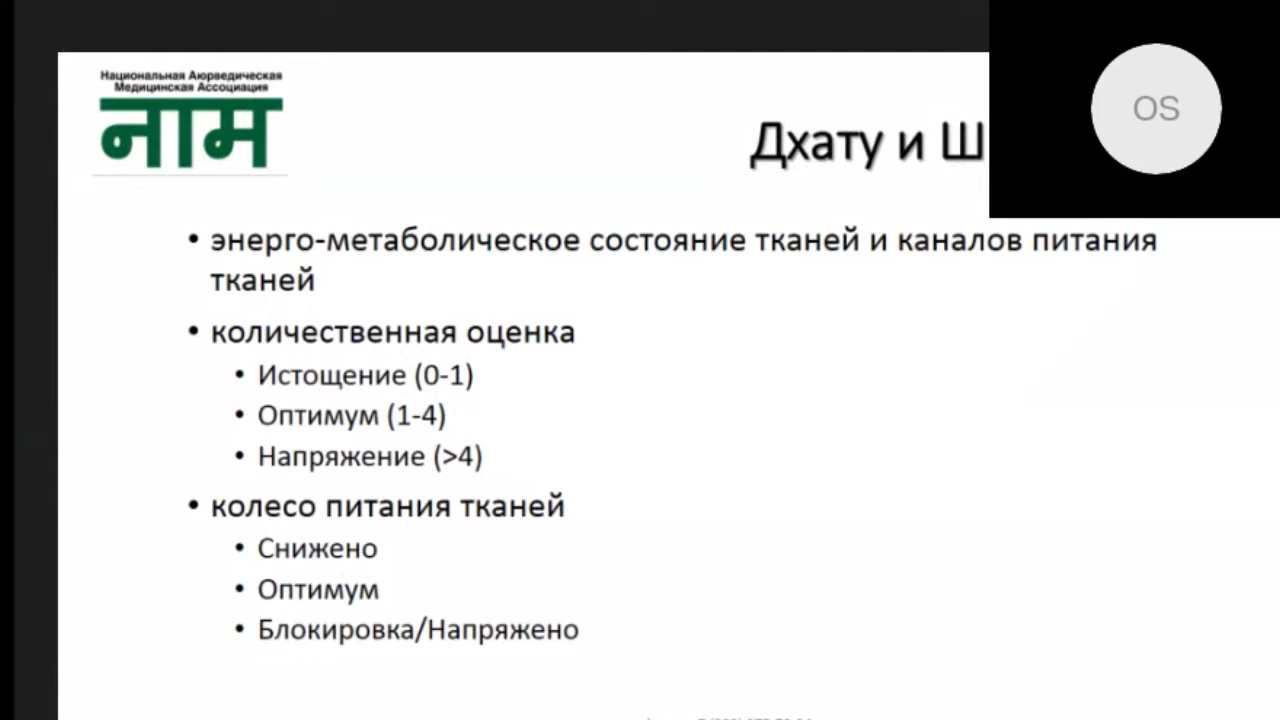 Национальная Аюрведическая
Медицинская Ассоциация
नाम
Дхату и Ш
OS
• энерго-метаболическое состояние тканей и каналов питания
тканей
• количественная оценка
• Истощение (0-1)
• Оптимум (1-4)
• Напряжение (>4)
• колесо питания тканей
• Снижено
• Оптимум
• Блокировка/Напряжено